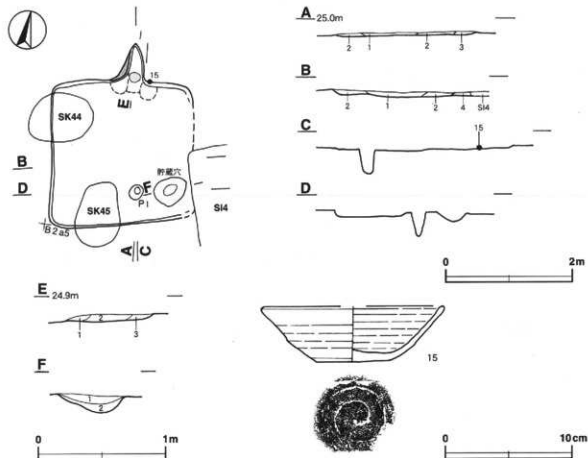 15
E
SK44
B
D
F
貯蔵穴
P1
SK45
SI4
B2a5
A C
A 25.0m
2 1 2 3
B
2 1 2 4 SI4
C
15
D
0 2m
E 24.9m
2
1 3
F
1
2
0 1m
15
0 10cm